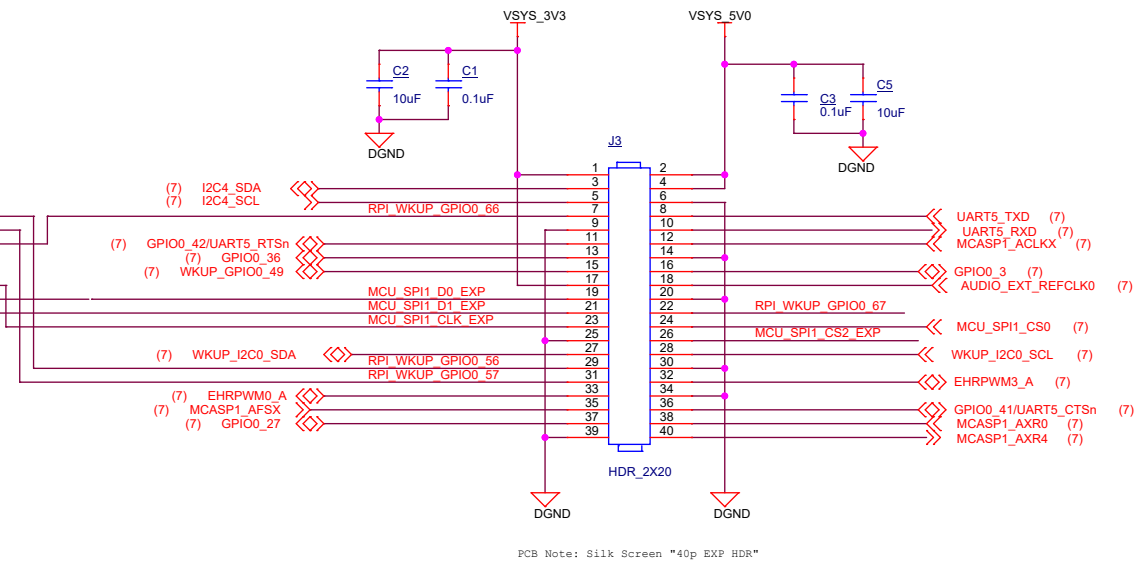 VSYS_3V3 VSYS_5V0
C2 C1 C5
10uF 0.1uF C3
0.1uF 10uF
DGND J3 DGND
1 2
(7) I2C4_SDA 3 4
(7) I2C4_SCL 5 6
RPI_WKUP_GPIO0_66 7 8 UART5_TXD (7)
9 10 UART5_RXD (7)
(7) GPIO0_42/UART5_RTSn 11 12 MCASP1_ACLKX (7)
(7) GPIO0_36 13 14
(7) WKUP_GPIO0_49 15 16 GPIO0_3 (7)
17 18 AUDIO_EXT_REFCLK0 (7)
MCU_SPI1_D0_EXP 19 20
MCU_SPI1_D1_EXP 21 22 RPI_WKUP_GPIO0_67
MCU_SPI1_CLK_EXP 23 24 MCU_SPI1_CS0 (7)
25 26 MCU_SPI1_CS2_EXP
(7) WKUP_I2C0_SDA 27 28 WKUP_I2C0_SCL (7)
RPI_WKUP_GPIO0_56 29 30
RPI_WKUP_GPIO0_57 31 32 EHRPWM3_A (7)
(7) EHRPWM0_A 33 34
(7) MCASP1_AFSX 35 36 GPIO0_41/UART5_CTSn (7)
(7) GPIO0_27 37 38 MCASP1_AXR0 (7)
39 40 MCASP1_AXR4 (7)
HDR_2X20
DGND DGND
PCB Note: Silk Screen "40p EXP HDR"